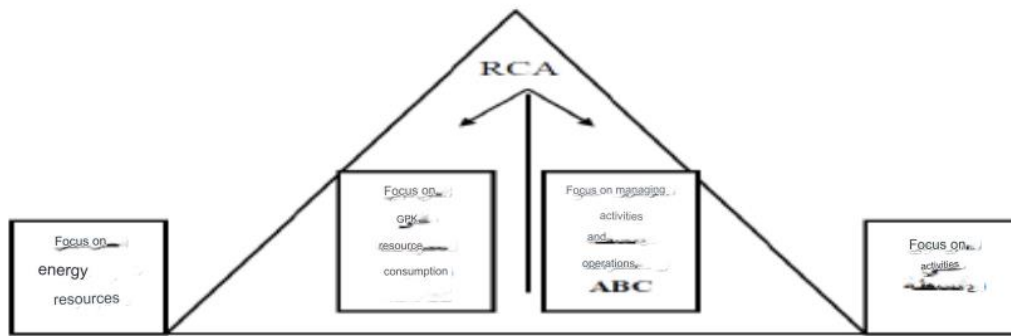 RCA
Focus on
energy
resources
Focus on
GPK
resource
consumption
Focus on managing
activities
and
operations
ABC
Focus on
activities